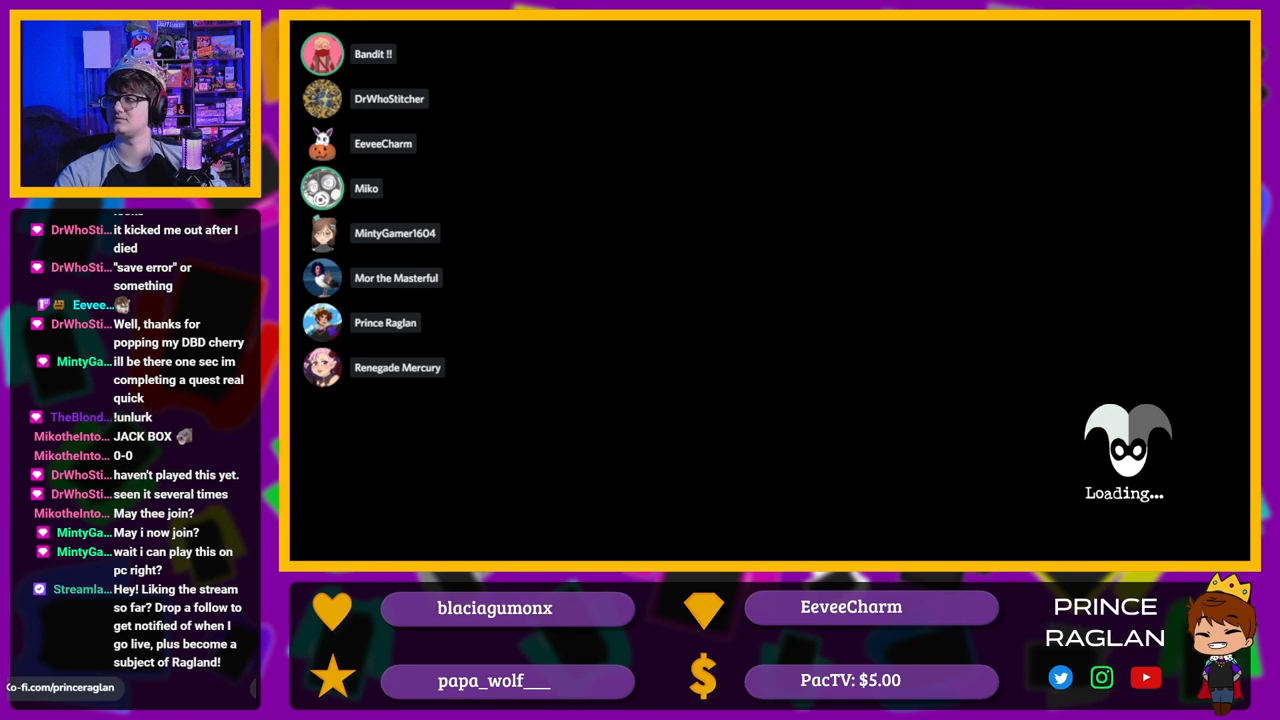 Bandit !!
DrWhoStitcher
EeveeCharm
Miko
MintyGamer1604
Mor the Masterful
Prince Raglan
Renegade Mercury
Loading...
DrWhoSti... it kicked me out after I
died
DrWhoSti... "save error" or
something
Eevee...
DrWhoSti... Well, thanks for
popping my DBD cherry
MintyGa... ill be there one sec im
completing a quest real
quick
TheBlond... !unlurk
MikotheInto... JACK BOX
MikotheInto... 0-0
DrWhoSti... haven't played this yet.
DrWhoSti... seen it several times
MikotheInto... May thee join?
MintyGa... May i now join?
MintyGa... wait i can play this on
pc right?
Streamla... Hey! Liking the stream
so far? Drop a follow to
get notified of when I
go live, plus become a
subject of Ragland!
Ko-fi.com/princeraglan
blaciagumonx
EeveeCharm
papa_wolf___
PacTV: $5.00
PRINCE
RAGLAN